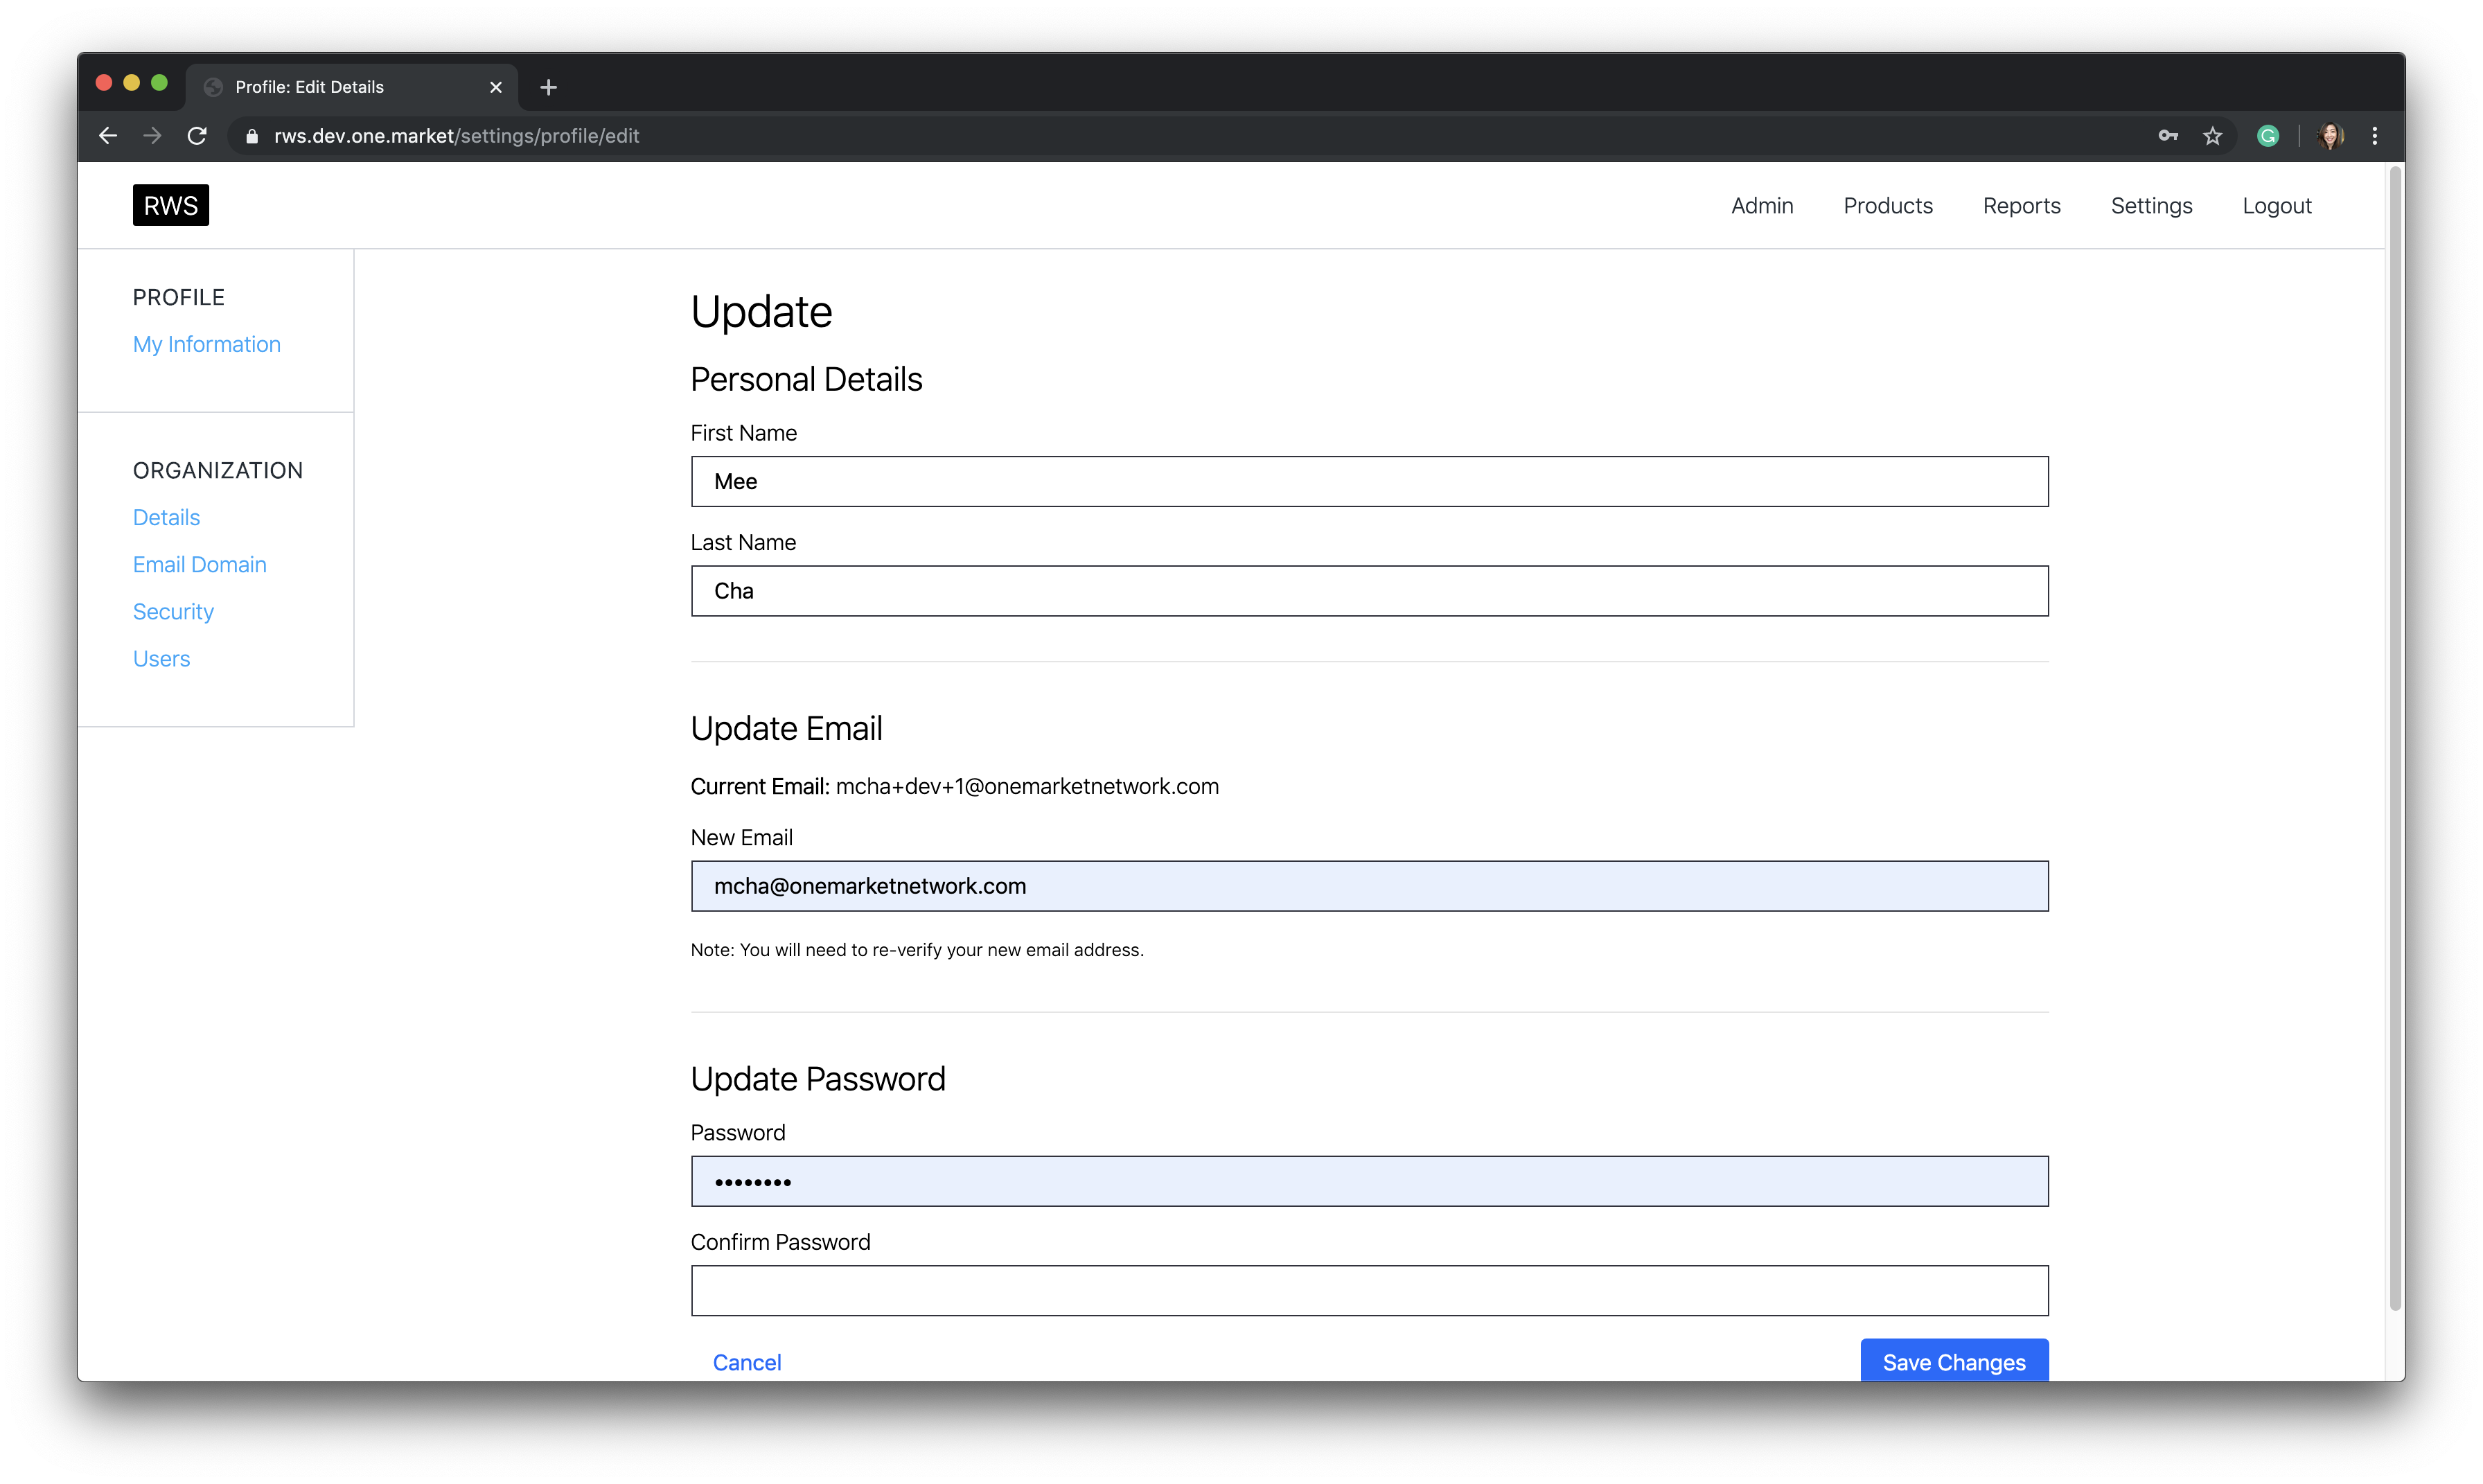 Profile: Edit Details
rws.dev.one.market/settings/profile/edit
RWS
Admin Products Reports Settings Logout
PROFILE
My Information
ORGANIZATION
Details
Email Domain
Security
Users
Update
Personal Details
First Name
Mee
Last Name
Cha
Update Email
Current Email: mcha+dev+1@onemarketnetwork.com
New Email
mcha@onemarketnetwork.com
Note: You will need to re-verify your new email address.
Update Password
Password
••••••••
Confirm Password
Cancel
Save Changes